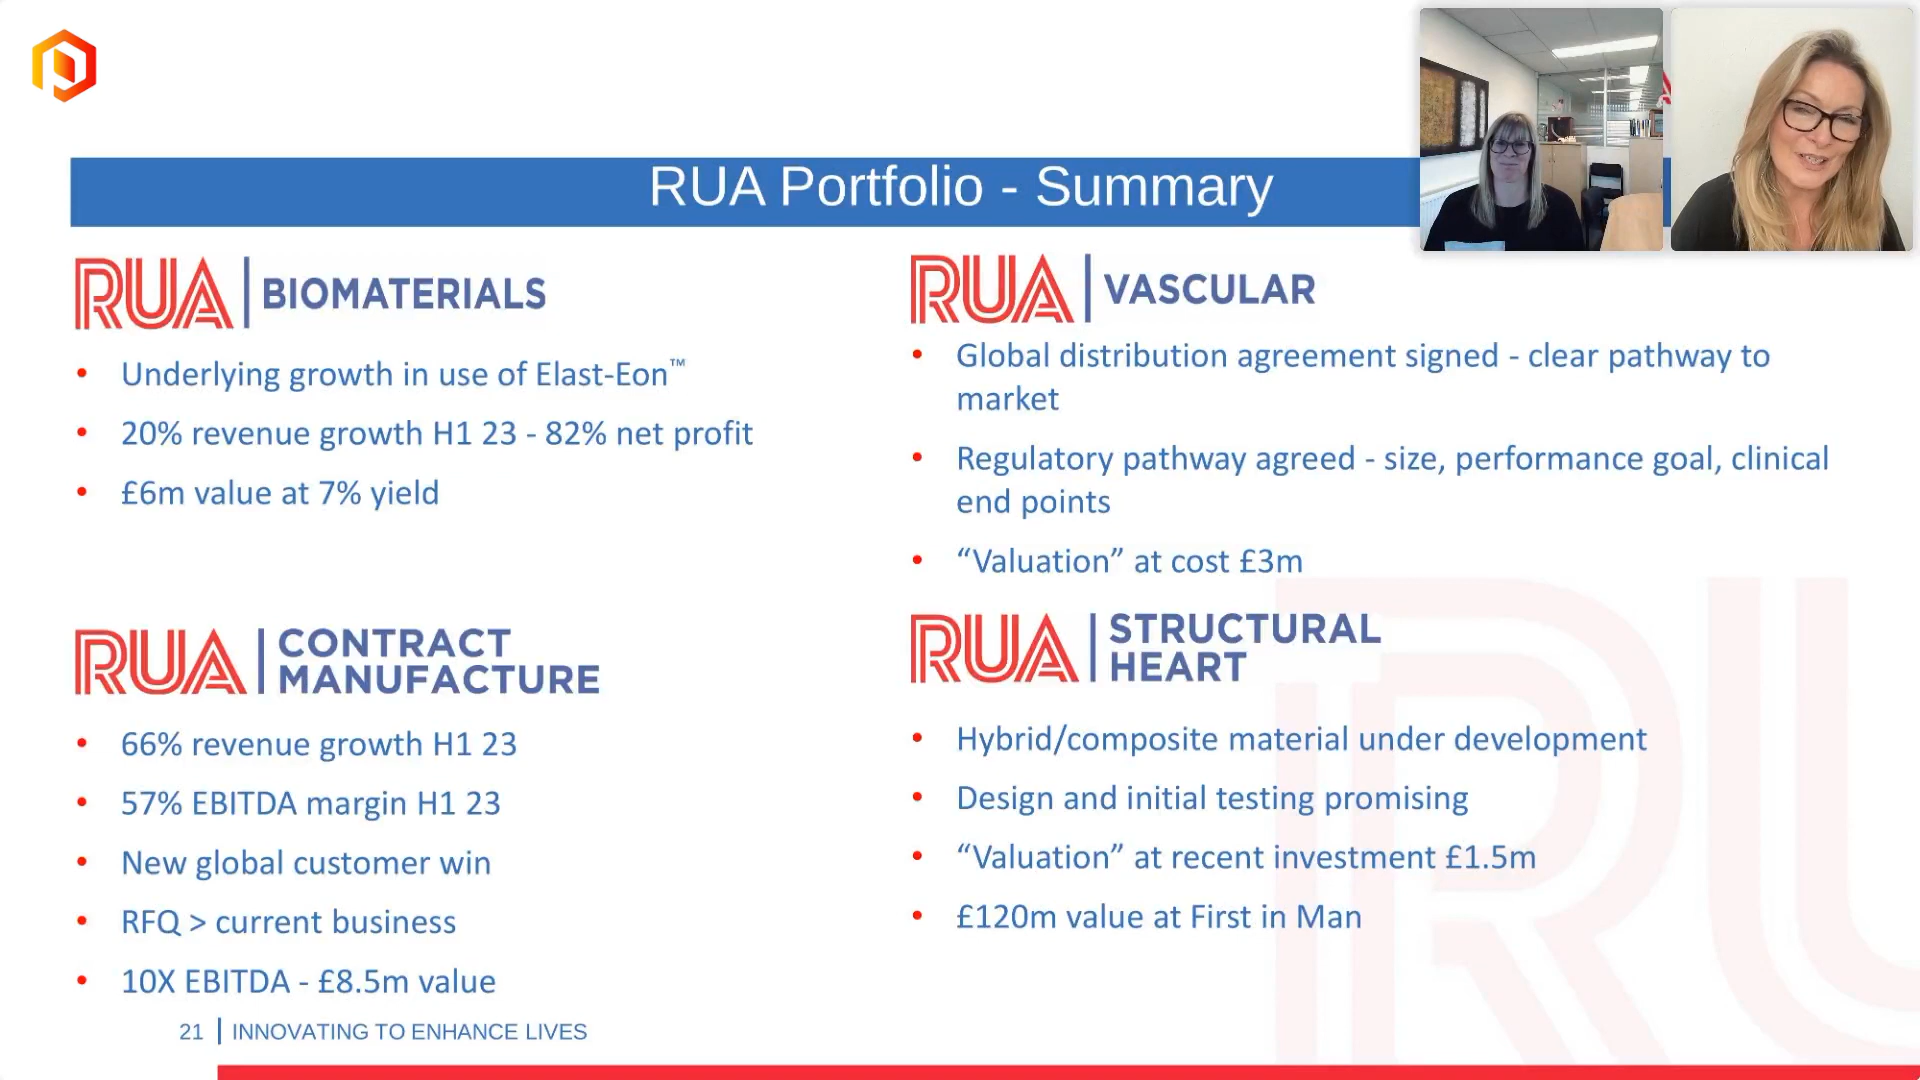 RUA Portfolio - Summary
RUA | BIOMATERIALS
• Underlying growth in use of Elast-Eon™
• 20% revenue growth H1 23 - 82% net profit
• £6m value at 7% yield
RUA | VASCULAR
• Global distribution agreement signed - clear pathway to
market
• Regulatory pathway agreed - size, performance goal, clinical
end points
• “Valuation” at cost £3m
RUA | CONTRACT
MANUFACTURE
• 66% revenue growth H1 23
• 57% EBITDA margin H1 23
• New global customer win
• RFQ > current business
• 10X EBITDA - £8.5m value
RUA | STRUCTURAL
HEART
• Hybrid/composite material under development
• Design and initial testing promising
• “Valuation” at recent investment £1.5m
• £120m value at First in Man
21 | INNOVATING TO ENHANCE LIVES